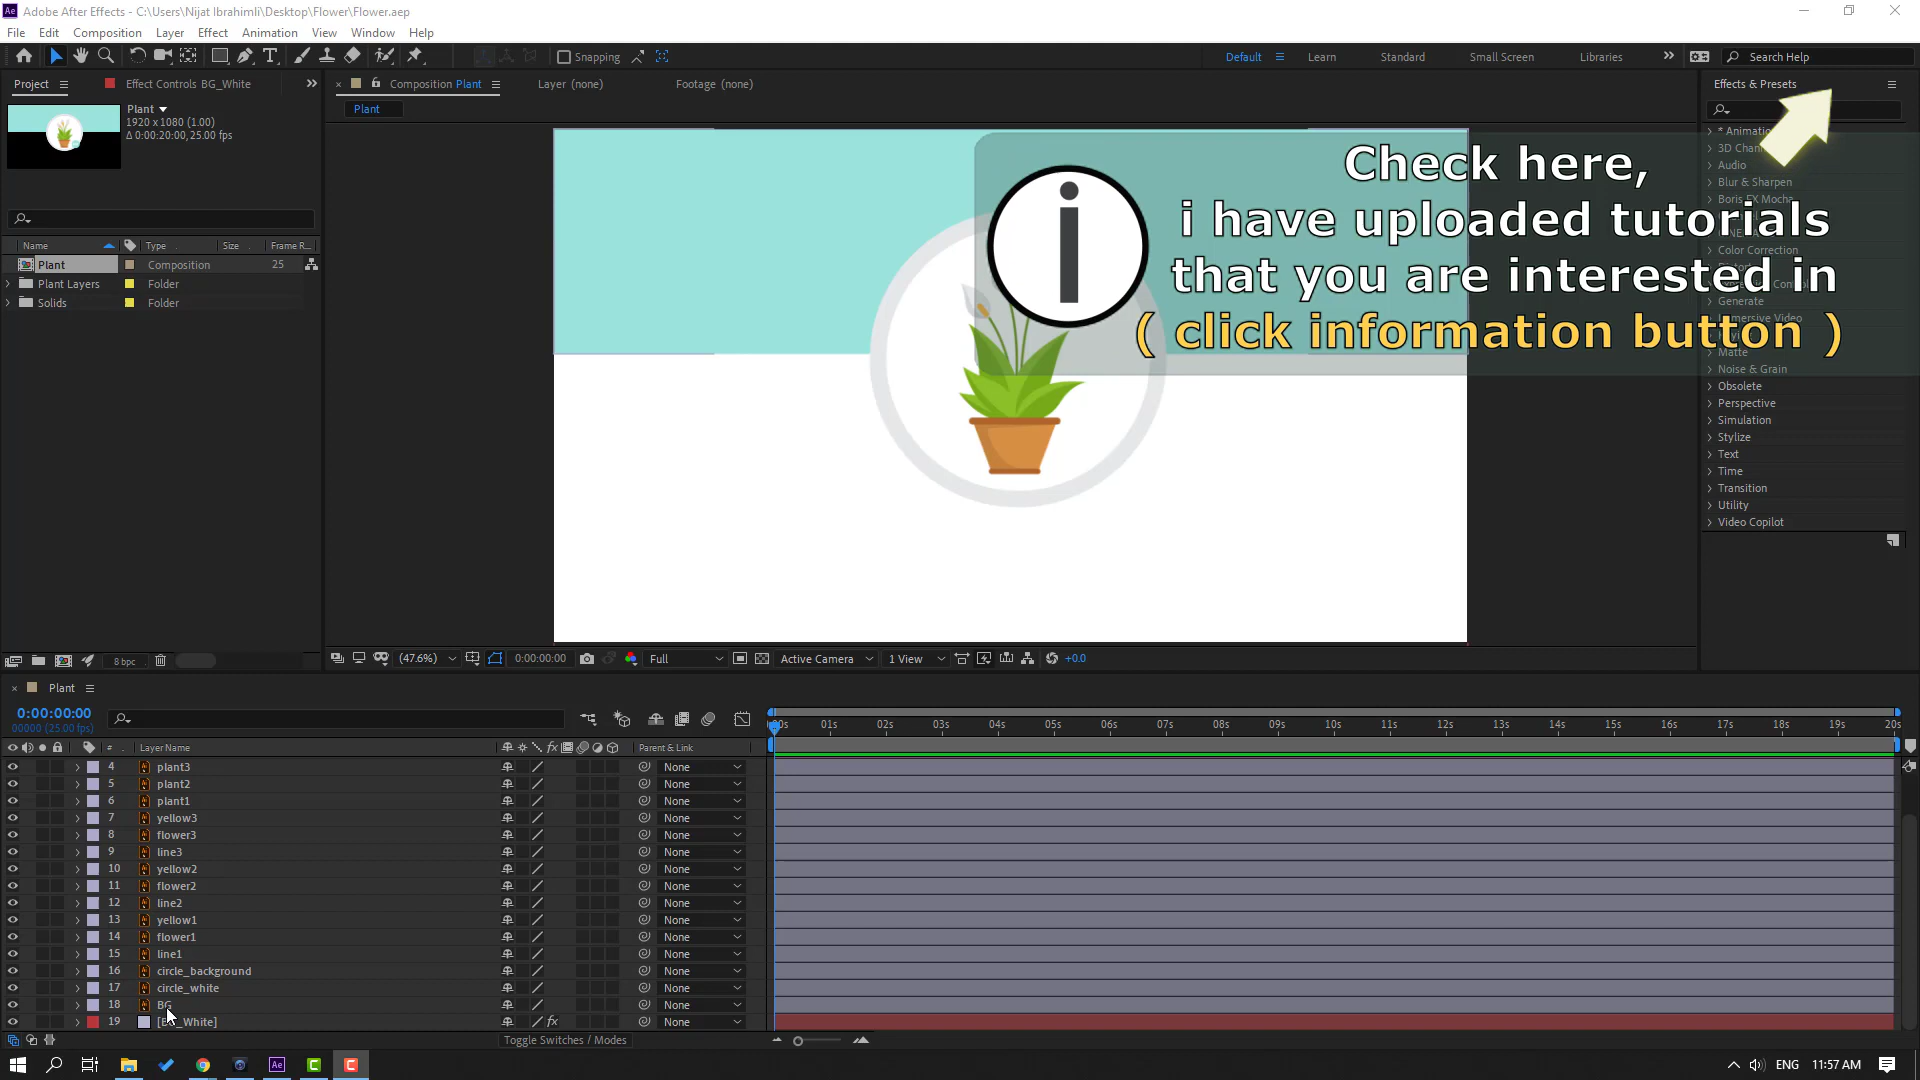 Adobe After Effects - C:\Users\Nijat Ibrahimli\Desktop\Flower\Flower.aep
File Edit Composition Layer Effect Animation View Window Help
Snapping
Default Learn Standard Small Screen Libraries Search Help
Project Effect Controls BG_White
Composition Plant Layer (none) Footage (none)
Effects & Presets
Plant
1920 x 1080 (1.00)
Δ 0:00:20:00, 25.00 fps
Plant
Check here,
i have uploaded tutorials
that you are interested in
( click information button )
Name Type Size Frame R...
Plant Composition 25
Plant Layers Folder
Solids Folder
Audio
Blur & Sharpen
Color Correction
Generate
Matte
Noise & Grain
Obsolete
Perspective
Simulation
Stylize
Text
Time
Transition
Utility
Video Copilot
8 bpc
(47.6%) 0:00:00:00 Full Active Camera 1 View +0.0
Plant
0:00:00:00
00000 (25.00 fps)
01s 02s 03s 04s 05s 06s 07s 08s 09s 10s 11s 12s 13s 14s 15s 16s 17s 18s 19s 20s
# Layer Name fx Parent & Link
4 plant3 None
5 plant2 None
6 plant1 None
7 yellow3 None
8 flower3 None
9 line3 None
10 yellow2 None
11 flower2 None
12 line2 None
13 yellow1 None
14 flower1 None
15 line1 None
16 circle_background None
17 circle_white None
18 BG None
19 fx None
Toggle Switches / Modes
ENG 11:57 AM